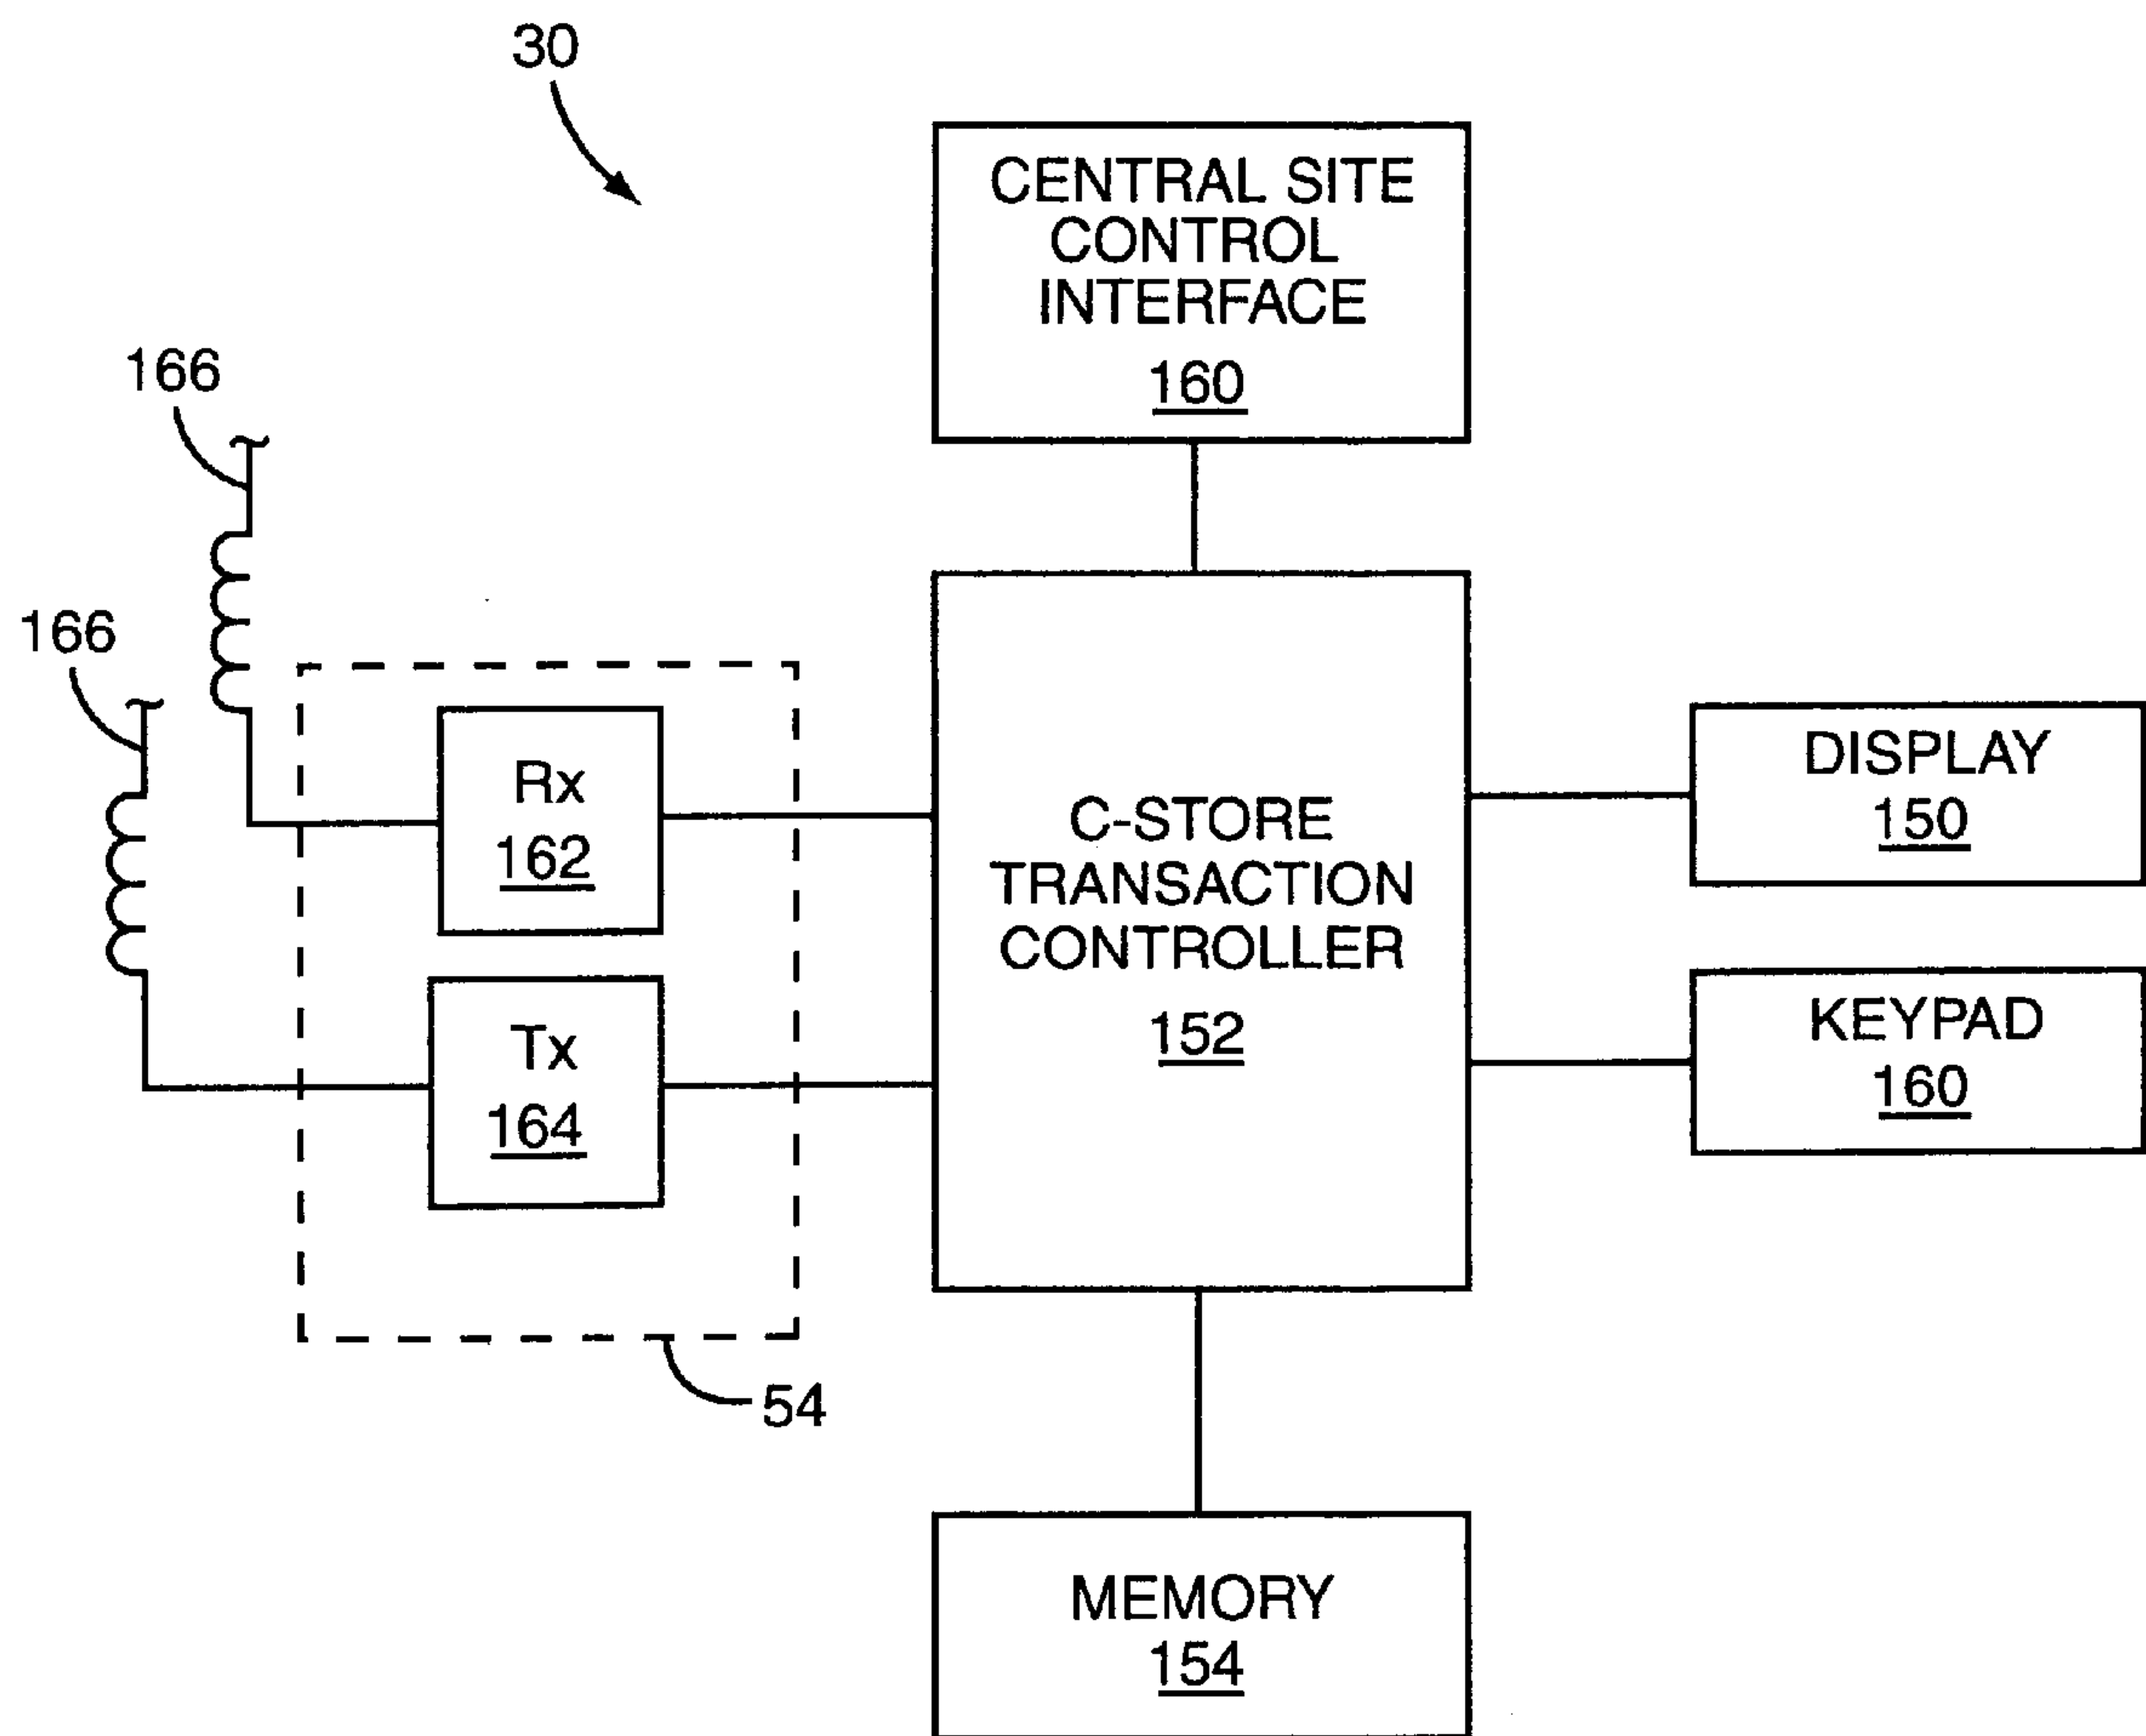 30
CENTRAL SITE
CONTROL
INTERFACE
160
166
166
Rx
162
Tx
164
54
C-STORE
TRANSACTION
CONTROLLER
152
DISPLAY
150
KEYPAD
160
MEMORY
154